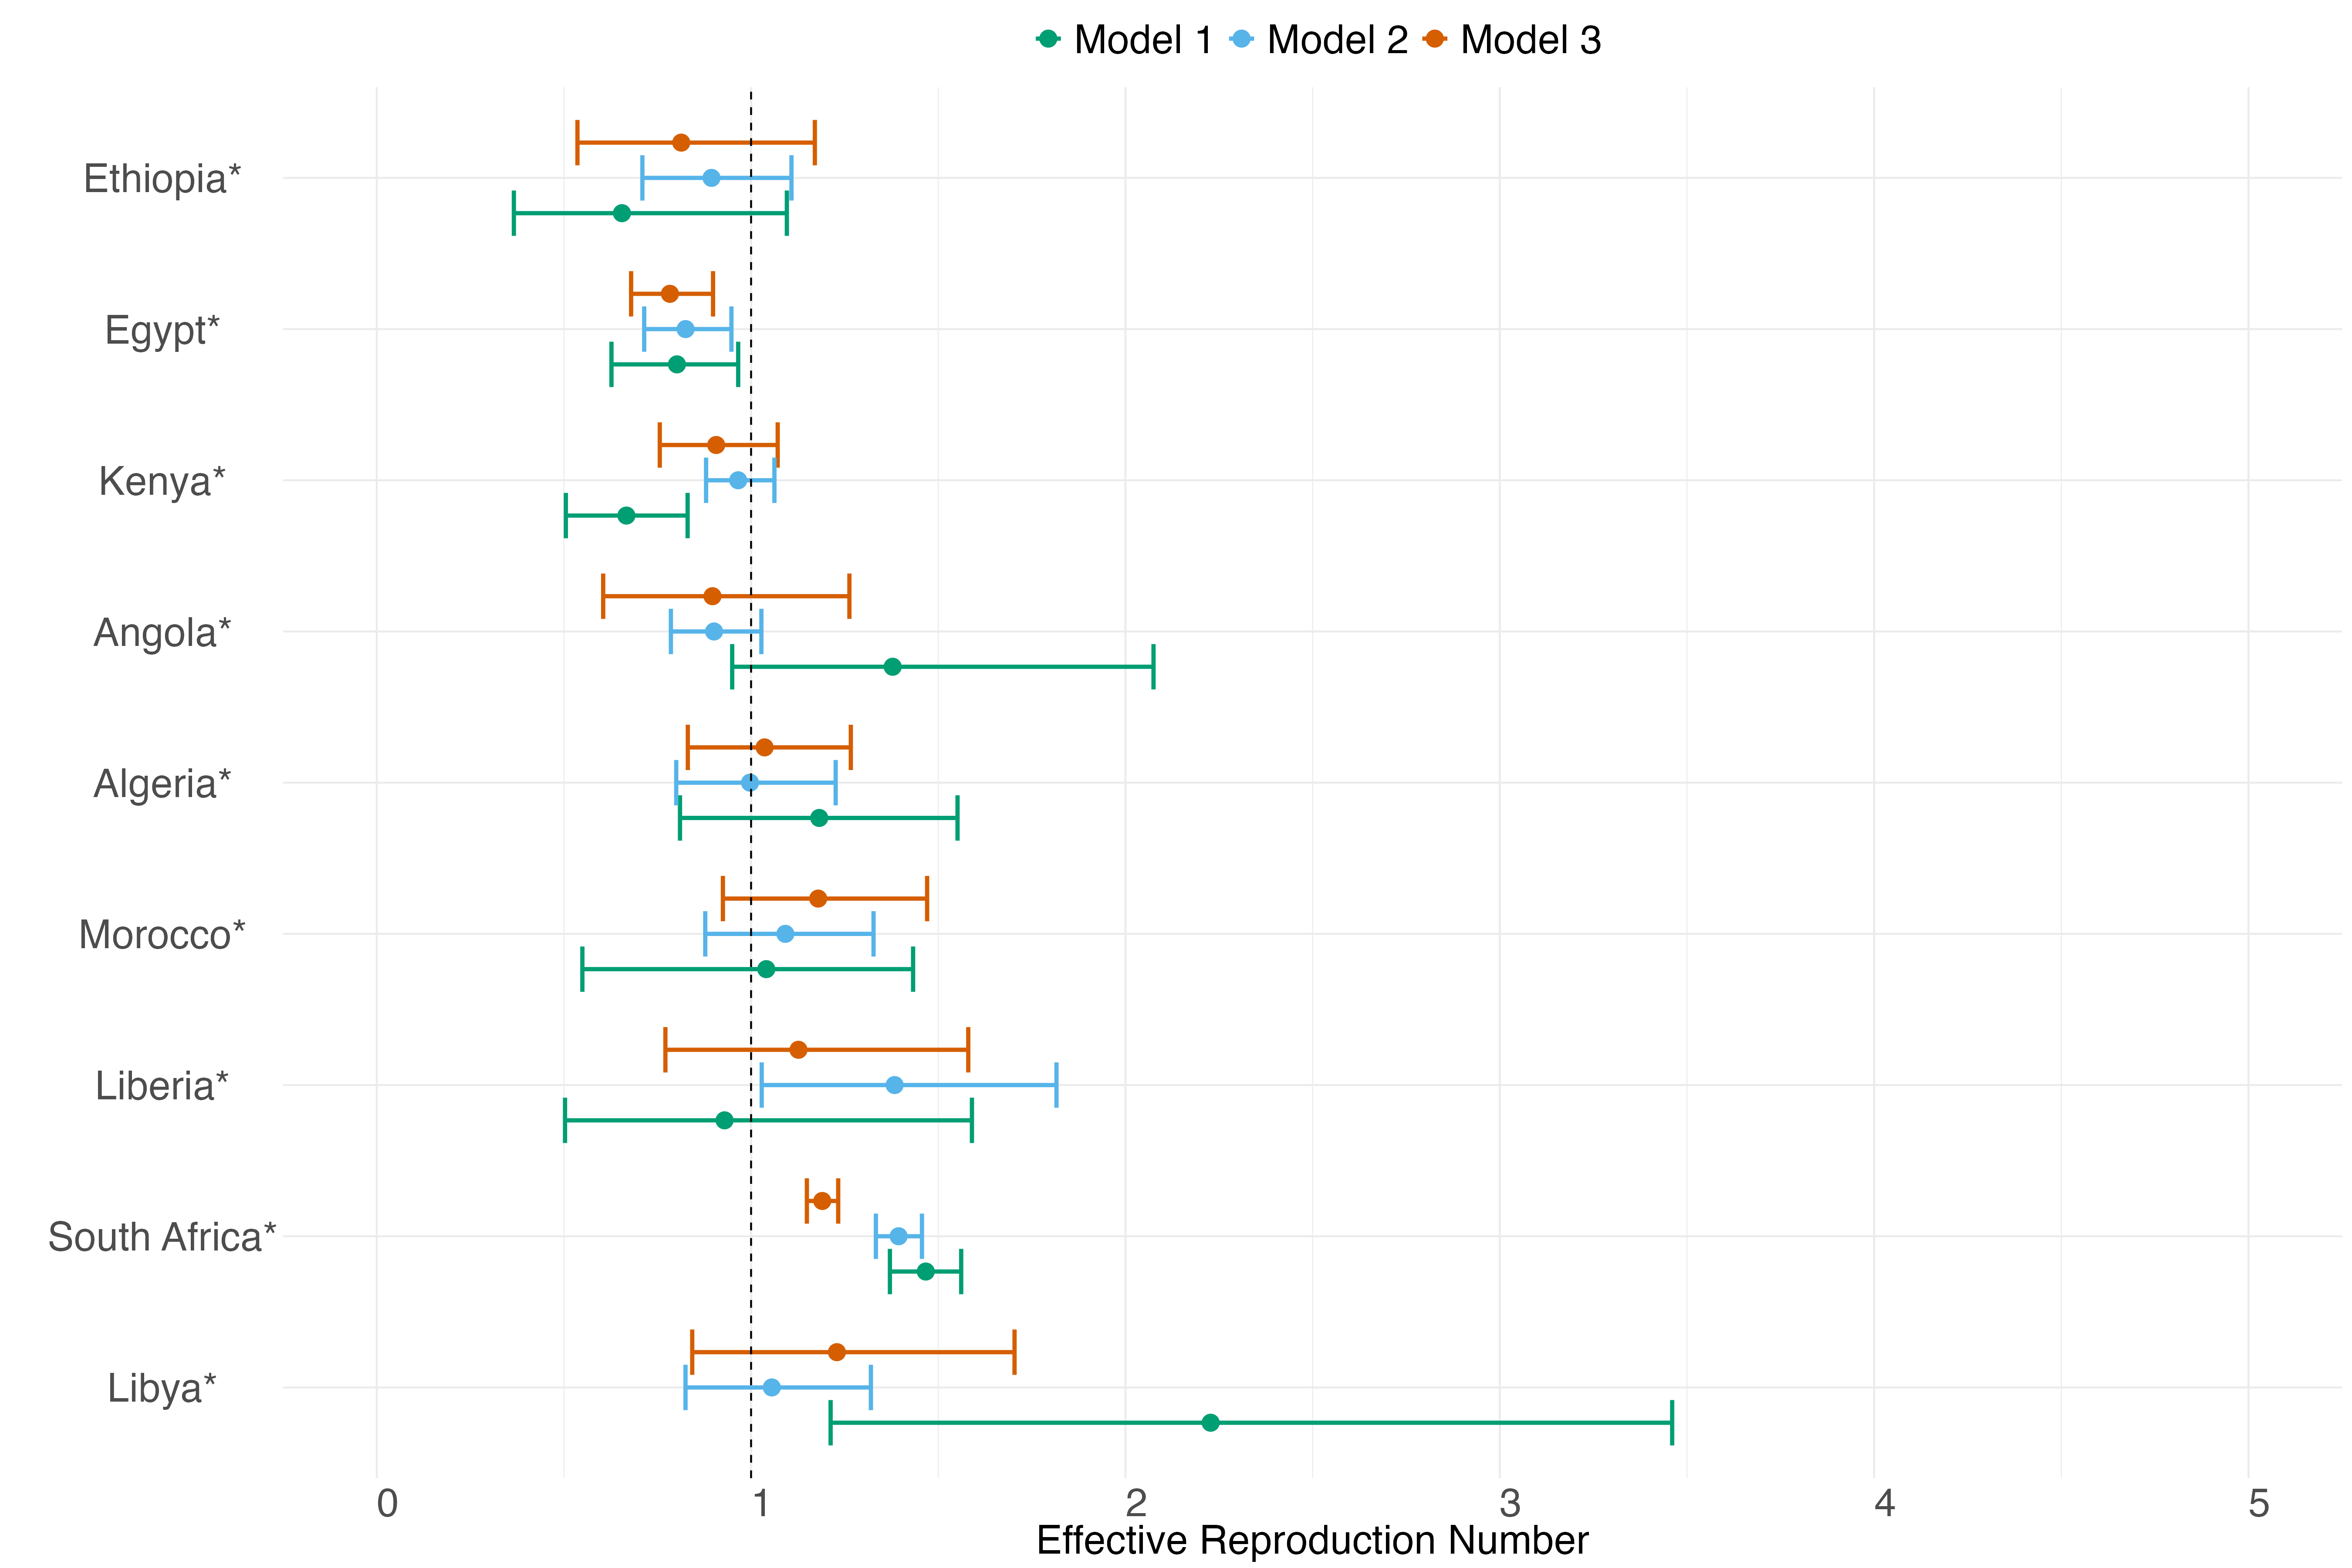 Model 1 Model 2 Model 3
Ethiopia*
Egypt*
Kenya*
Angola*
Algeria*
Morocco*
Liberia*
South Africa*
Libya*
0 1 2 3 4 5
Effective Reproduction Number